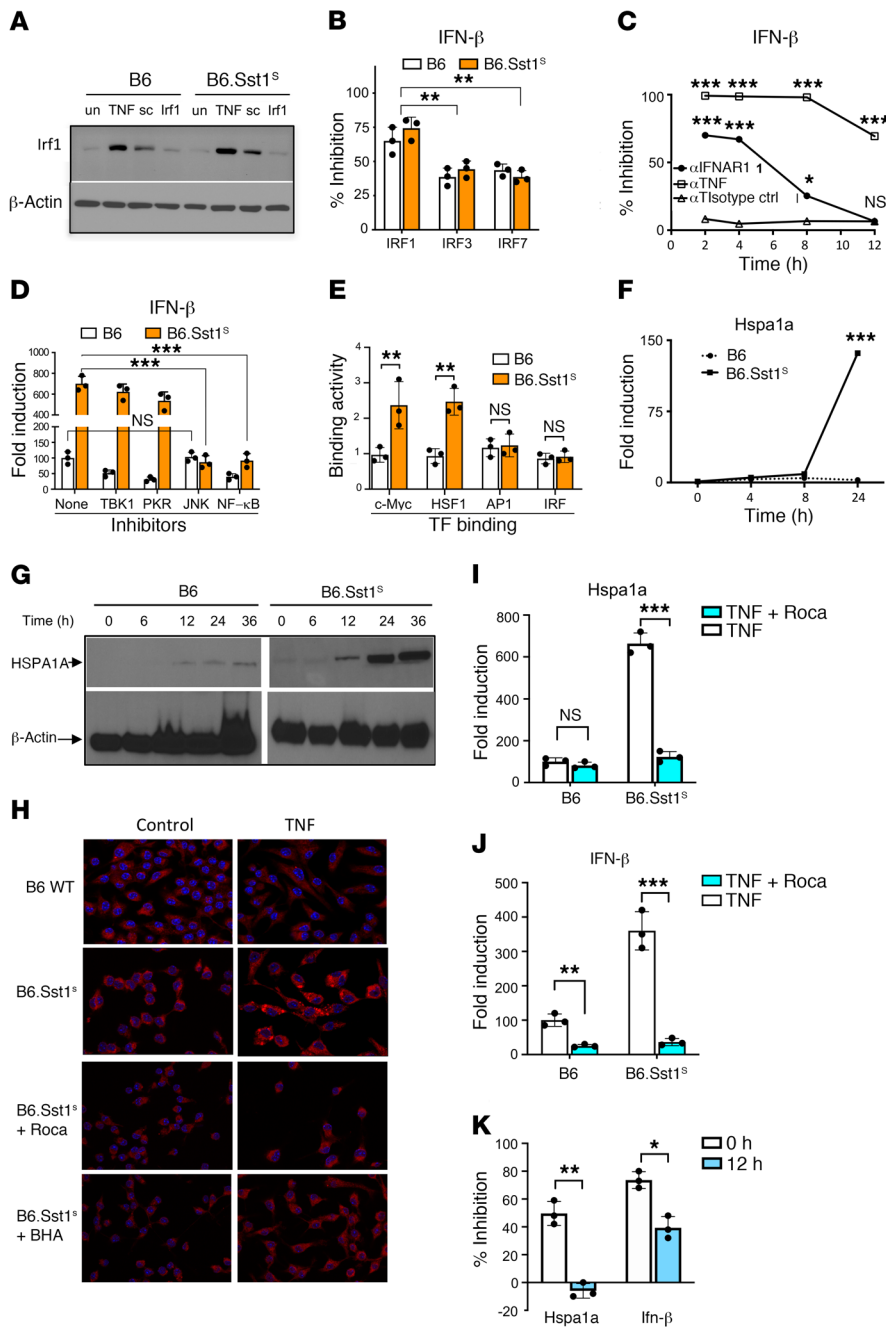 A
B6
B6.Sst1ˢ
un TNF sc Irf1 un TNF sc Irf1
Irf1
β-Actin
B
IFN-β
B6 B6.Sst1ˢ
**
**
% Inhibition
100
75
50
25
0
IRF1 IRF3 IRF7
C
IFN-β
*** *** *** ***
*** ***
*
NS
% Inhibition
100
50
0
αIFNAR1 1
αTNF
αTIsotype ctrl
0 2 4 6 8 10 12
Time (h)
D
IFN-β
B6 B6.Sst1ˢ
***
***
NS
Fold induction
1000
800
600
400
200
200
150
100
50
0
None TBK1 PKR JNK NF–κB
Inhibitors
E
B6
B6.Sst1ˢ
** ** NS NS
Binding activity
4
3
2
1
0
c-Myc HSF1 AP1 IRF
TF binding
F
Hspa1a
B6
B6.Sst1ˢ
***
Fold induction
150
75
0
0 4 8 24
Time (h)
G
B6 B6.Sst1ˢ
Time (h) 0 6 12 24 36 0 6 12 24 36
HSPA1A
β-Actin
H
Control TNF
B6 WT
B6.Sst1ˢ
B6.Sst1ˢ
+ Roca
B6.Sst1ˢ
+ BHA
I
Hspa1a
TNF + Roca
TNF
NS ***
Fold induction
800
600
400
200
0
B6 B6.Sst1ˢ
J
IFN-β
TNF + Roca
TNF
** ***
Fold induction
500
400
300
200
100
0
B6 B6.Sst1ˢ
K
0 h
12 h
** *
% Inhibition
100
80
60
40
20
0
-20
Hspa1a Ifn-β